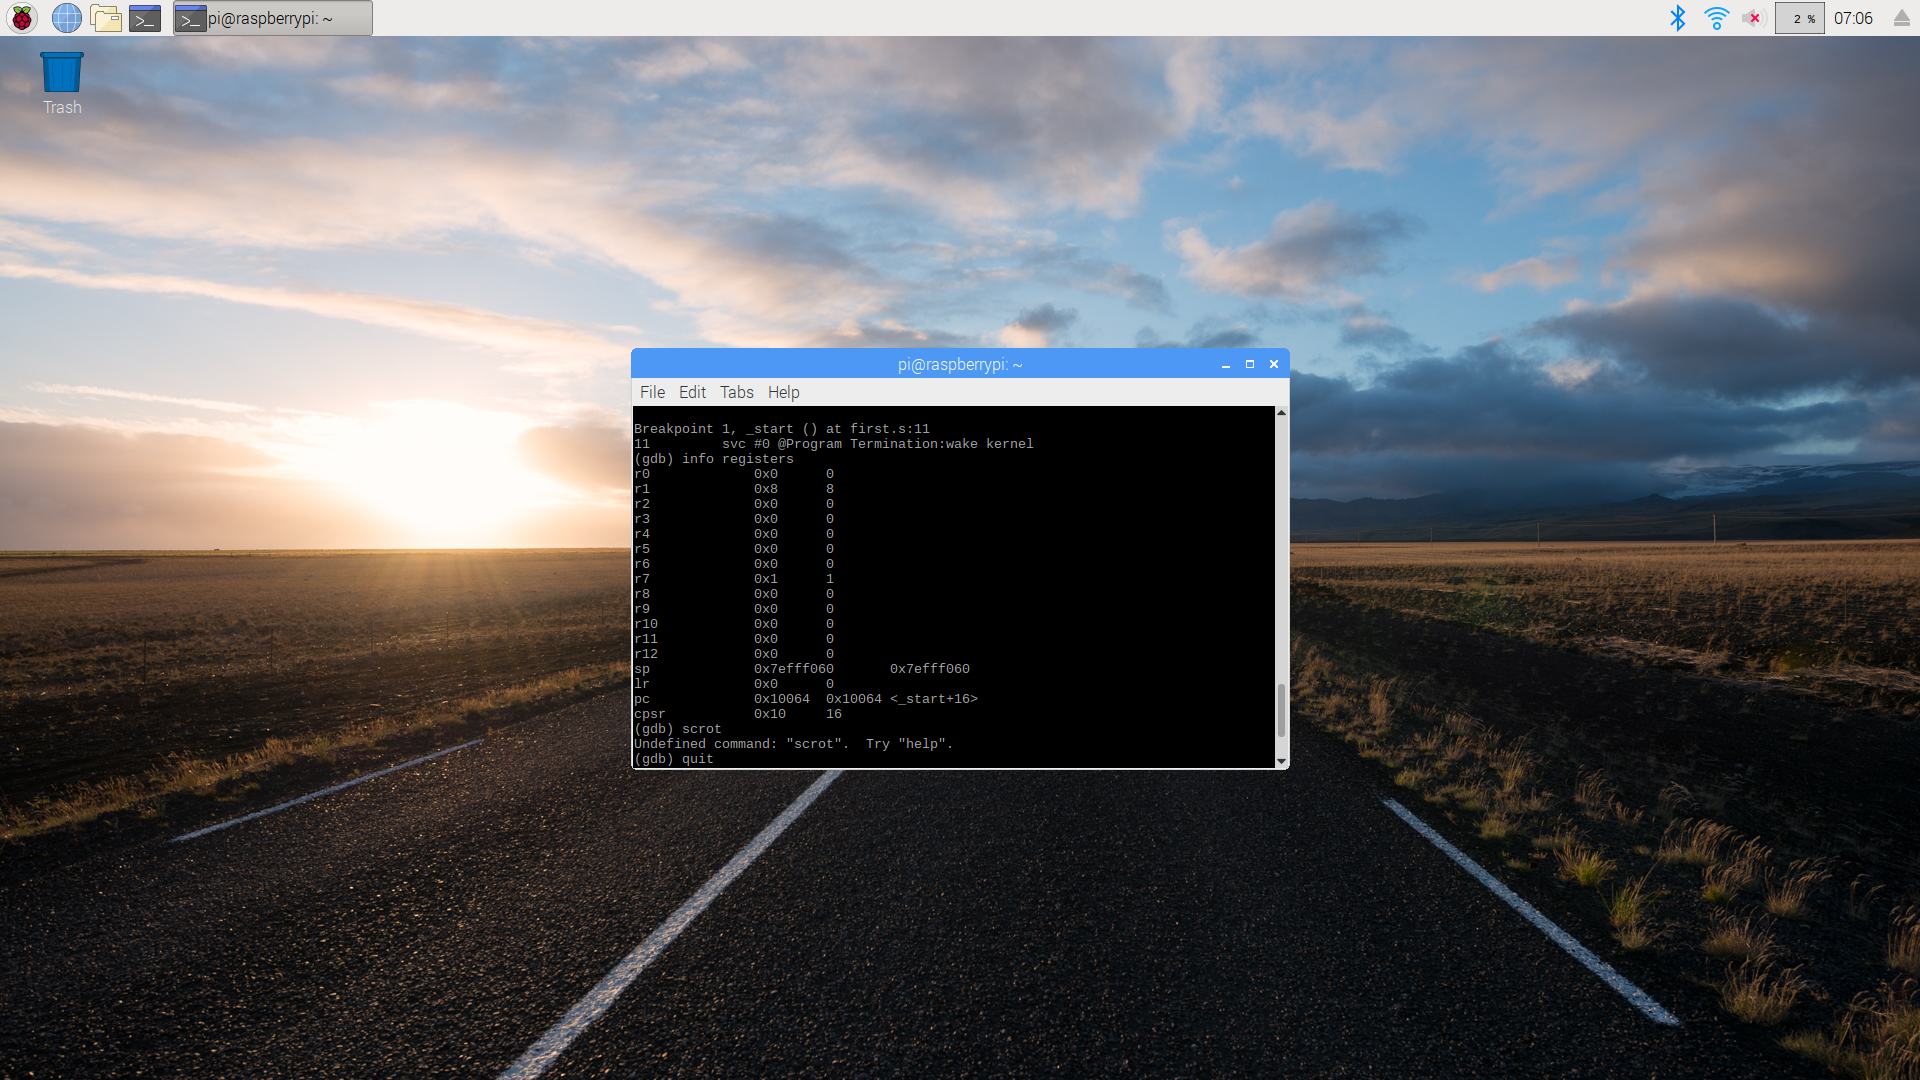 pi@raspberrypi: ~
2 %
07:06
Trash
pi@raspberrypi: ~
File Edit Tabs Help
Breakpoint 1, _start () at first.s:11
11 svc #0 @Program Termination:wake kernel
(gdb) info registers
r0 0x0 0
r1 0x8 8
r2 0x0 0
r3 0x0 0
r4 0x0 0
r5 0x0 0
r6 0x0 0
r7 0x1 1
r8 0x0 0
r9 0x0 0
r10 0x0 0
r11 0x0 0
r12 0x0 0
sp 0x7efff060 0x7efff060
lr 0x0 0
pc 0x10064 0x10064 <_start+16>
cpsr 0x10 16
(gdb) scrot
Undefined command: "scrot". Try "help".
(gdb) quit